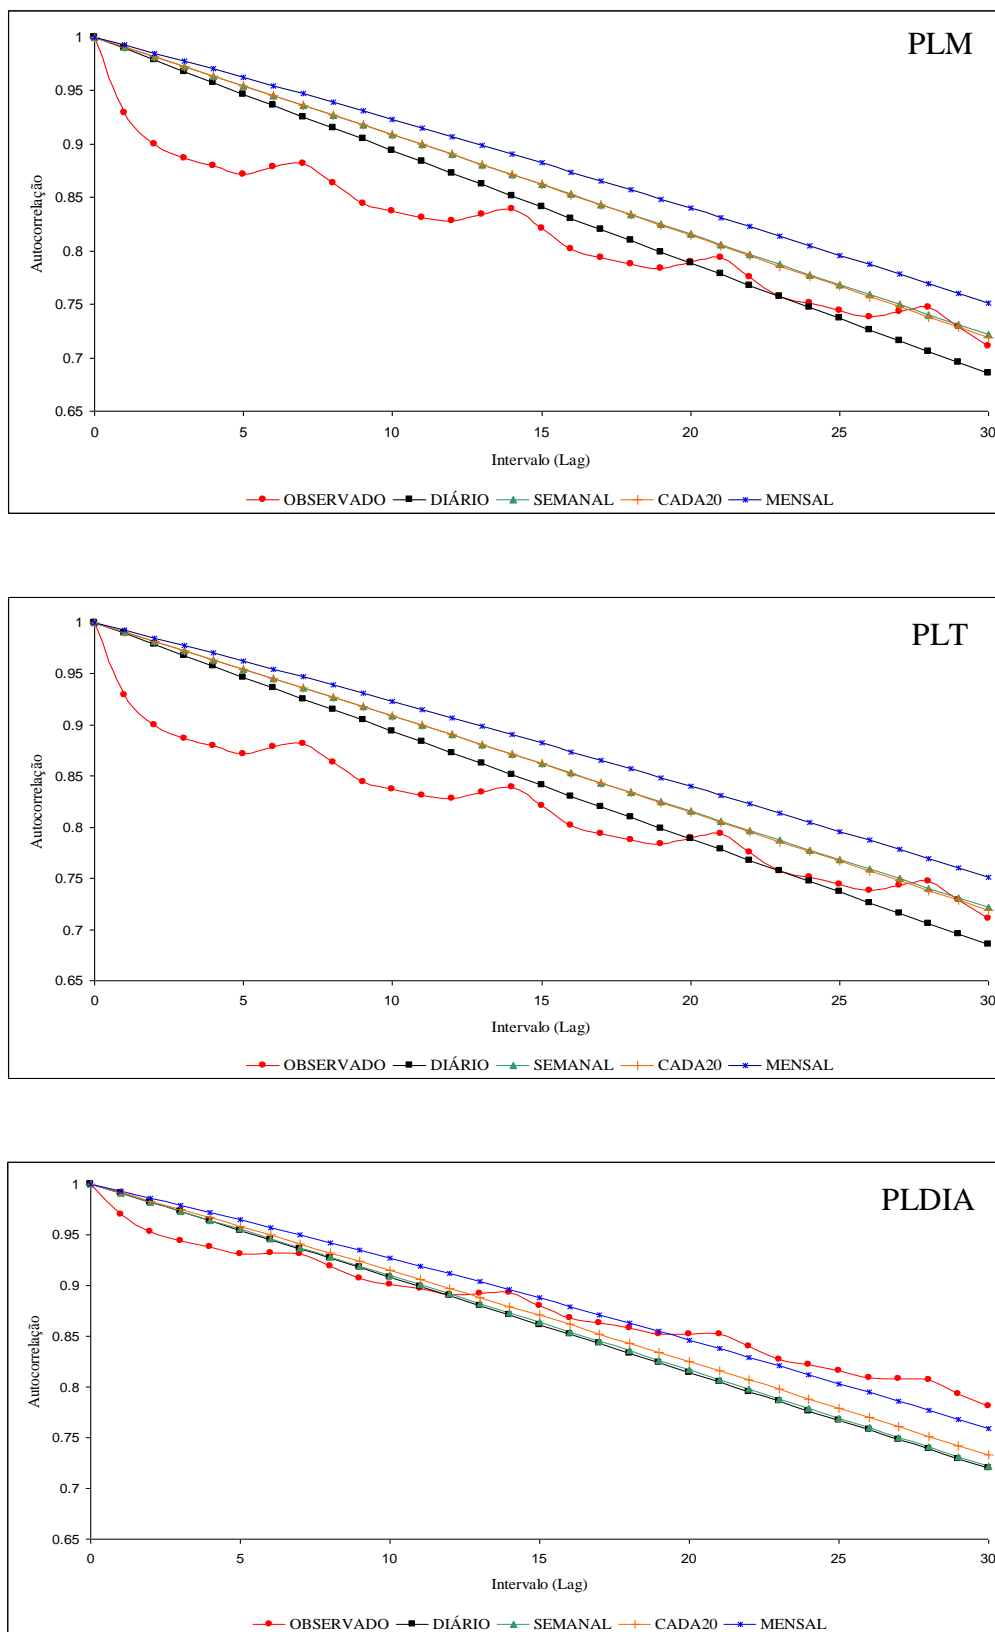 PLM
1
0.95
0.9
0.85
0.8
0.75
0.7
0.65
Autocorrelação
0 5 10 15 20 25 30
Intervalo (Lag)
OBSERVADO DIÁRIO SEMANAL CADA20 MENSAL
PLT
1
0.95
0.9
0.85
0.8
0.75
0.7
0.65
Autocorrelação
0 5 10 15 20 25 30
Intervalo (Lag)
OBSERVADO DIÁRIO SEMANAL CADA20 MENSAL
PLDIA
1
0.95
0.9
0.85
0.8
0.75
0.7
0.65
Autocorrelação
0 5 10 15 20 25 30
Intervalo (Lag)
OBSERVADO DIÁRIO SEMANAL CADA20 MENSAL